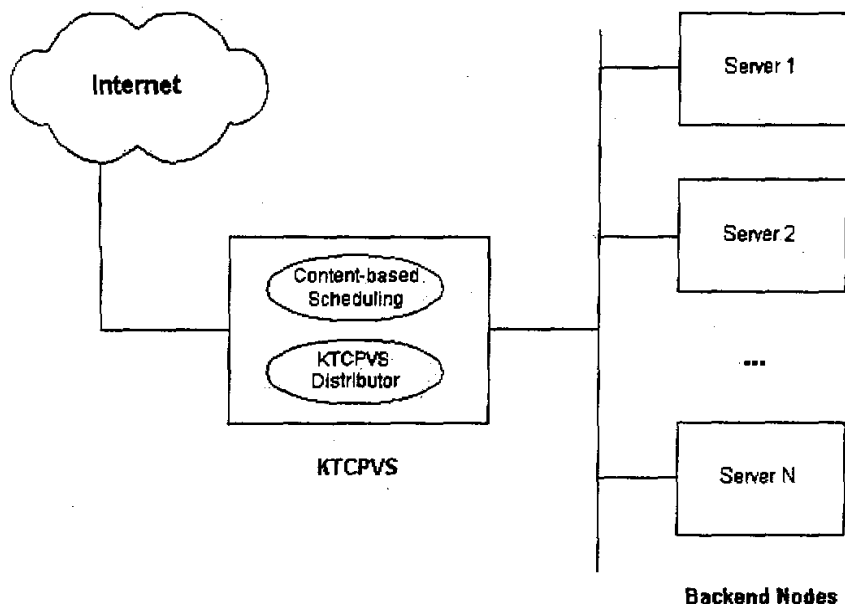 Internet
Server 1
Server 2
Content-based
Scheduling
KTCPVS
Distributor
...
KTCPVS
Server N
Backend Nodes